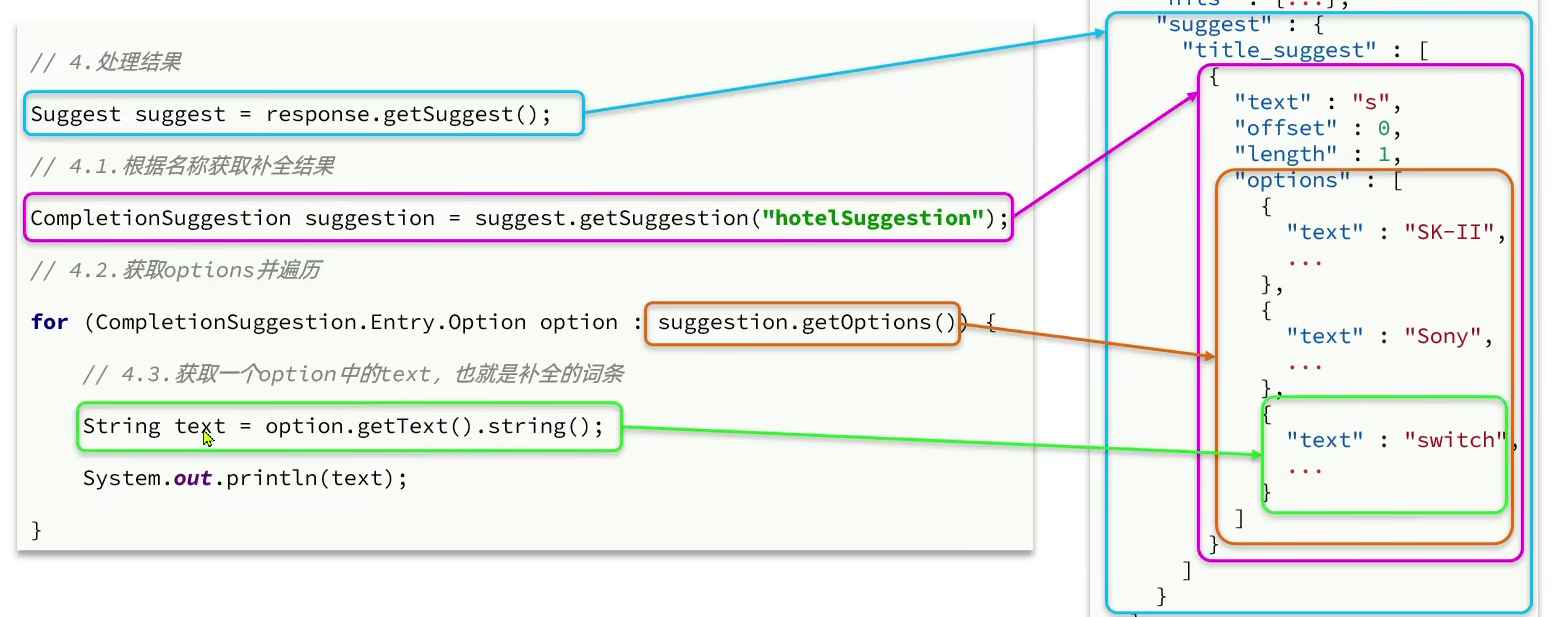 // 4.处理结果
Suggest suggest = response.getSuggest();
// 4.1.根据名称获取补全结果
CompletionSuggestion suggestion = suggest.getSuggestion("hotelSuggestion");
// 4.2.获取options并遍历
for (CompletionSuggestion.Entry.Option option : suggestion.getOptions()) {
// 4.3.获取一个option中的text，也就是补全的词条
String text = option.getText().string();
System.out.println(text);
}
"suggest" : {
"title_suggest" : [
{
"text" : "s",
"offset" : 0,
"length" : 1,
"options" : [
{
"text" : "SK-II",
...
},
{
"text" : "Sony",
...
},
{
"text" : "switch",
...
}
]
}
]
}